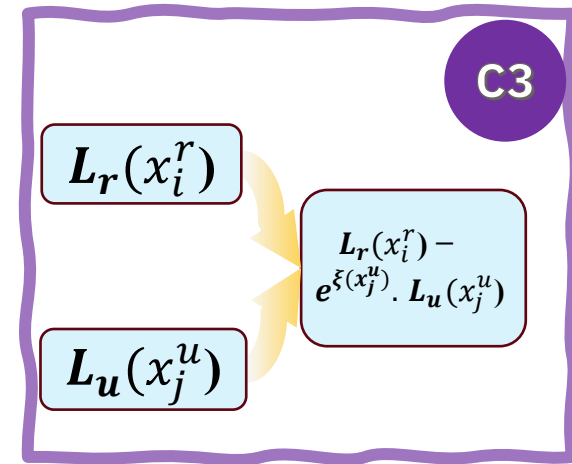 C3
L_r(x_i^r)
L_r(x_i^r) −
e^{ξ(x_j^u)}. L_u(x_j^u)
L_u(x_j^u)